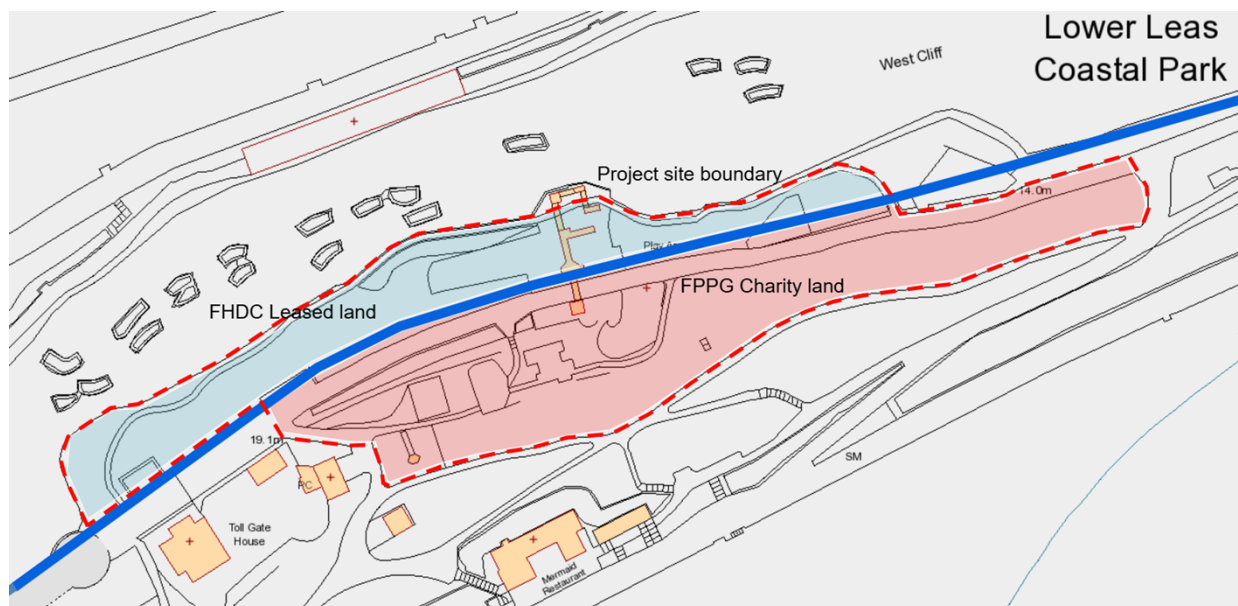 Lower Leas
Coastal Park
West Cliff
Project site boundary
14.0m
Play
FPPG Charity land
FHDC Leased land
19.1m
PC
SM
Toll Gate
House
Mermaid
Restaurant